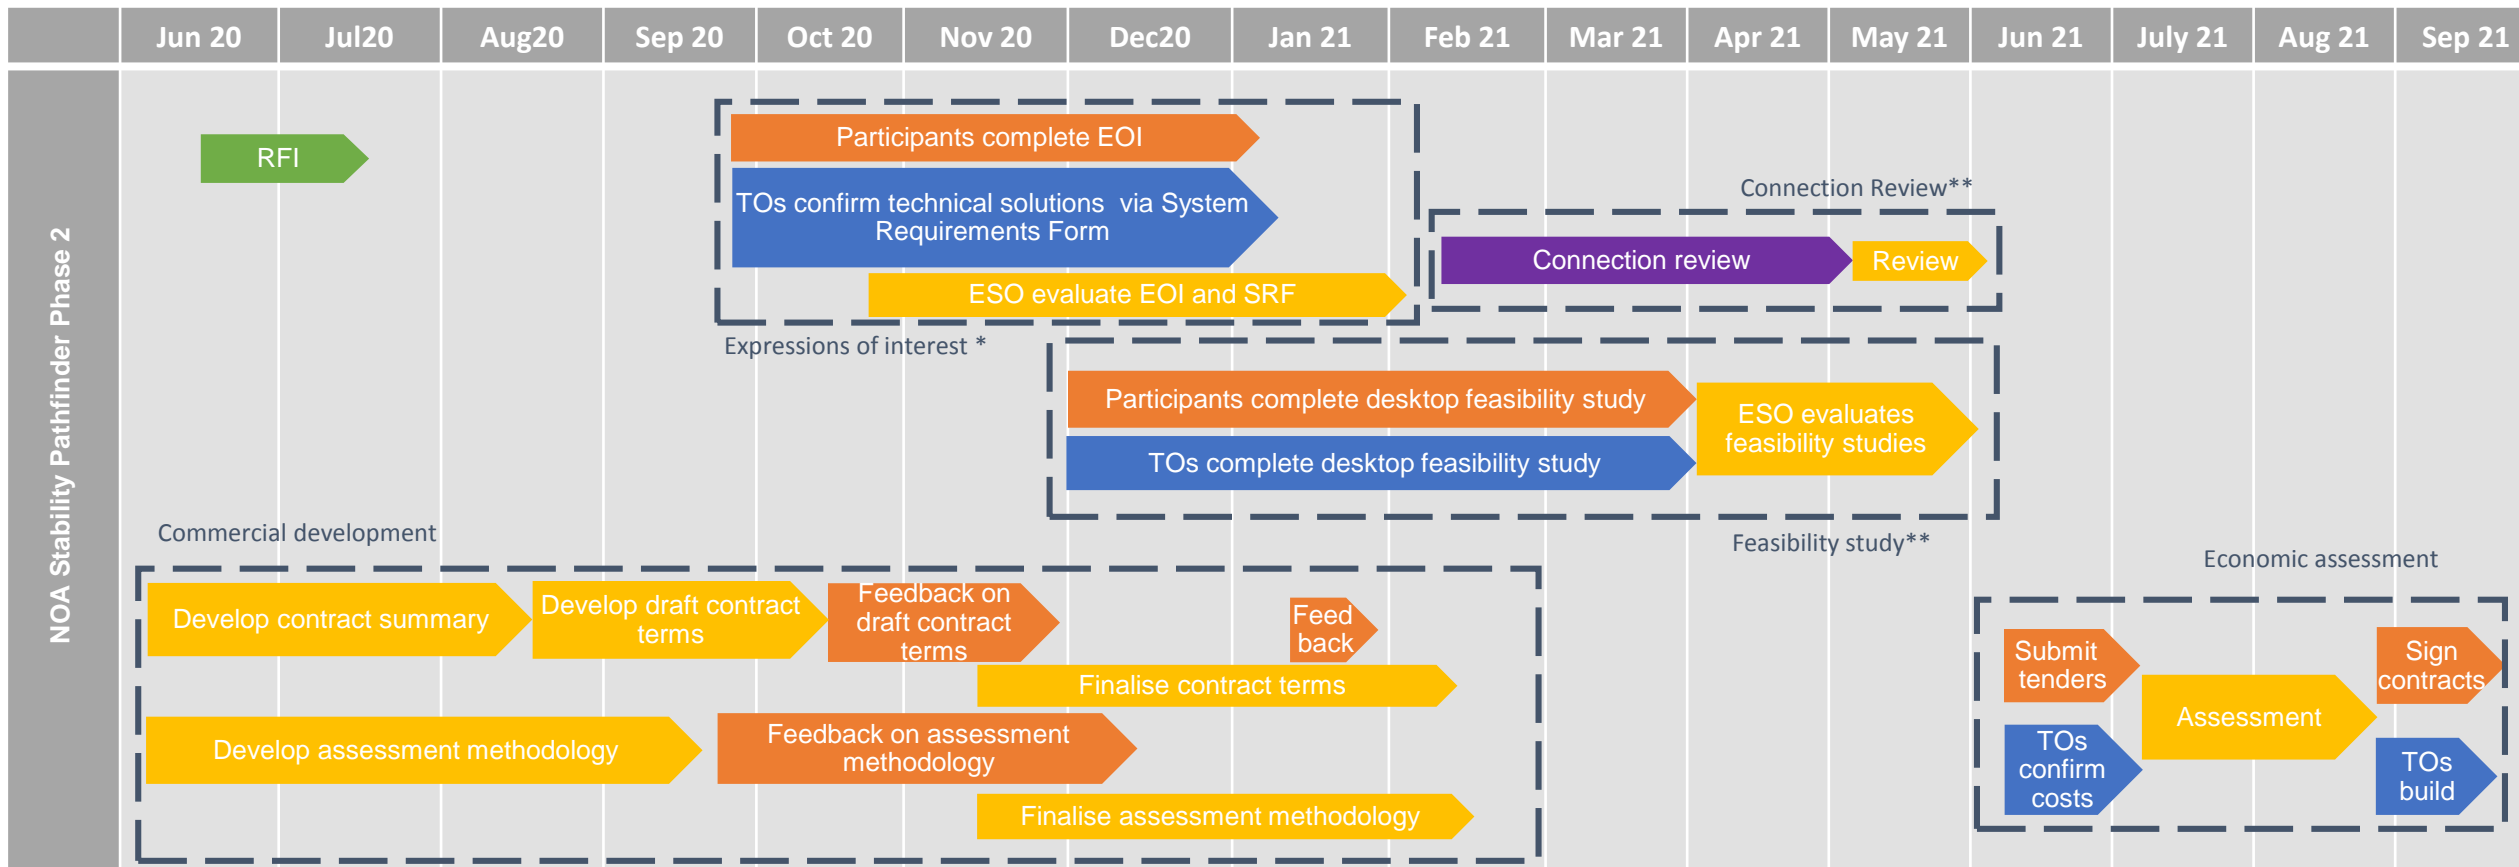 Jun 20
Jul20
Aug20
Sep 20
Oct 20
Nov 20
Dec20
Jan 21
Feb 21
Mar 21
Apr 21
May 21
Jun 21
July 21
Aug 21
Sep 21
NOA Stability Pathfinder Phase 2
RFI
Participants complete EOI
TOs confirm technical solutions  via System
Requirements Form
ESO evaluate EOI and SRF
Expressions of interest *
Connection Review**
Connection review
Review
Participants complete desktop feasibility study
TOs complete desktop feasibility study
ESO evaluates
feasibility studies
Feasibility study**
Commercial development
Develop contract summary
Develop draft contract
terms
Feedback on
draft contract
terms
Feed
back
Finalise contract terms
Develop assessment methodology
Feedback on assessment
methodology
Finalise assessment methodology
Economic assessment
Submit
tenders
TOs
confirm
costs
Assessment
Sign
contracts
TOs
build